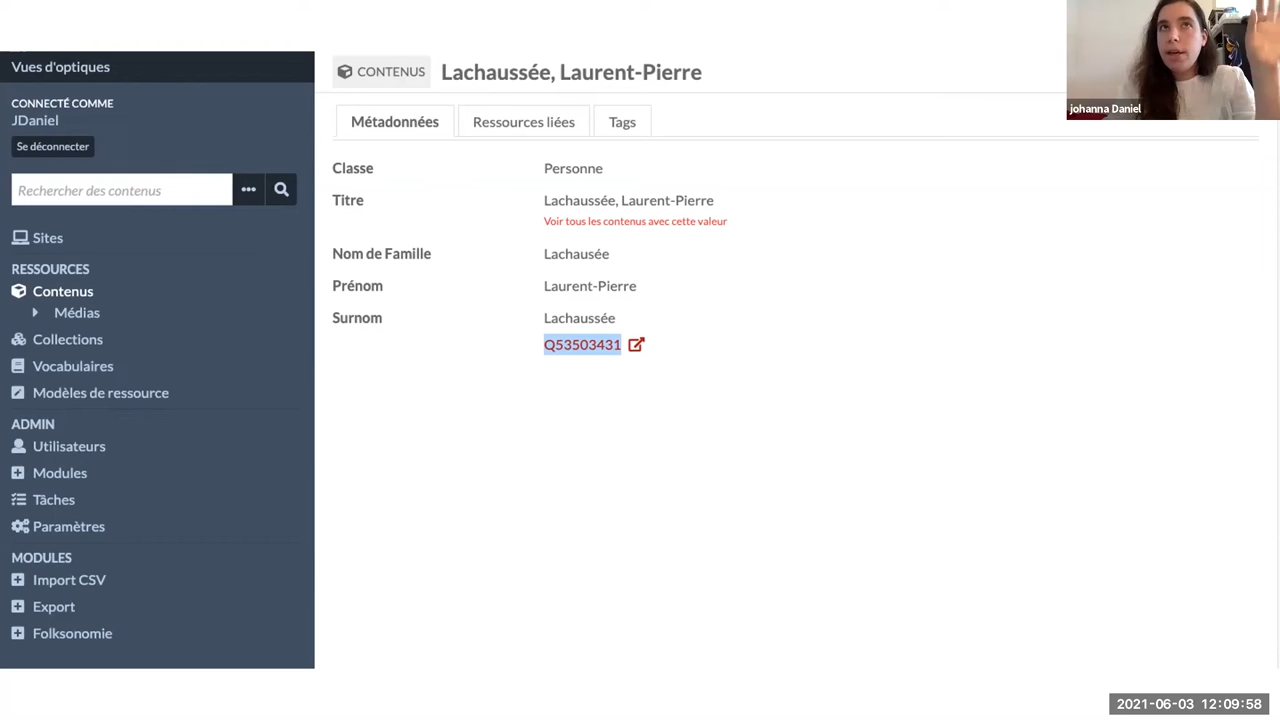 Vues d'optiques
CONNECTÉ COMME
JDaniel
Se déconnecter
Rechercher des contenus
Sites
RESSOURCES
Contenus
Médias
Collections
Vocabulaires
Modèles de ressource
ADMIN
Utilisateurs
Modules
Tâches
Paramètres
MODULES
Import CSV
Export
Folksonomie
CONTENUS Lachaussée, Laurent-Pierre
Métadonnées Ressources liées Tags
Classe Personne
Titre Lachaussée, Laurent-Pierre
Voir tous les contenus avec cette valeur
Nom de Famille Lachausée
Prénom Laurent-Pierre
Surnom Lachaussée
Q53503431
johanna Daniel
2021-06-03 12:09:58